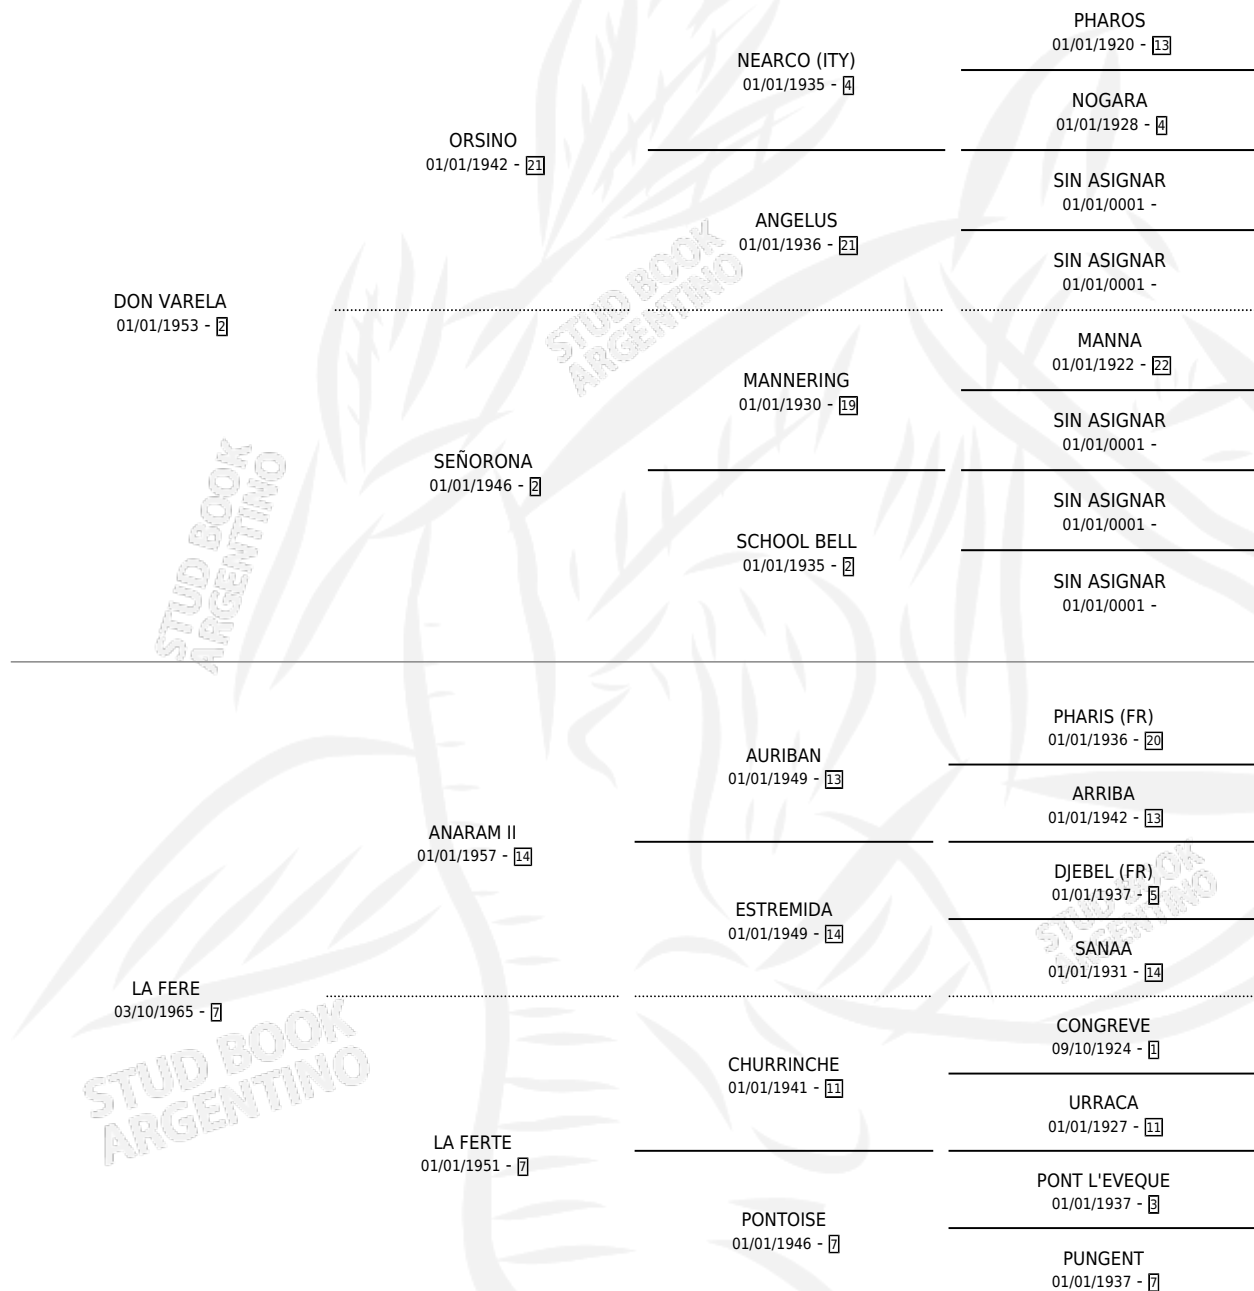 PHAROS
01/01/1920 - 13
NEARCO (ITY)
01/01/1935 - 4
NOGARA
01/01/1928 - 4
ORSINO
01/01/1942 - 21
SIN ASIGNAR
01/01/0001 -
ANGELUS
01/01/1936 - 21
SIN ASIGNAR
01/01/0001 -
DON VARELA
01/01/1953 - 2
MANNA
01/01/1922 - 22
MANNERING
01/01/1930 - 19
SIN ASIGNAR
01/01/0001 -
SEÑORONA
01/01/1946 - 2
SIN ASIGNAR
01/01/0001 -
SCHOOL BELL
01/01/1935 - 2
SIN ASIGNAR
01/01/0001 -
PHARIS (FR)
01/01/1936 - 20
AURIBAN
01/01/1949 - 13
ARRIBA
01/01/1942 - 13
ANARAM II
01/01/1957 - 14
DJEBEL (FR)
01/01/1937 - 5
ESTREMIDA
01/01/1949 - 14
SANAA
01/01/1931 - 14
LA FERE
03/10/1965 - 7
CONGREVE
09/10/1924 - 1
CHURRINCHE
01/01/1941 - 11
URRACA
01/01/1927 - 11
LA FERTE
01/01/1951 - 7
PONT L'EVEQUE
01/01/1937 - 3
PONTOISE
01/01/1946 - 7
PUNGENT
01/01/1937 - 7
STUD BOOK
ARGENTINO
STUD BOOK
ARGENTINO
STUD BOOK
ARGENTINO
STUD BOOK
ARGENTINO